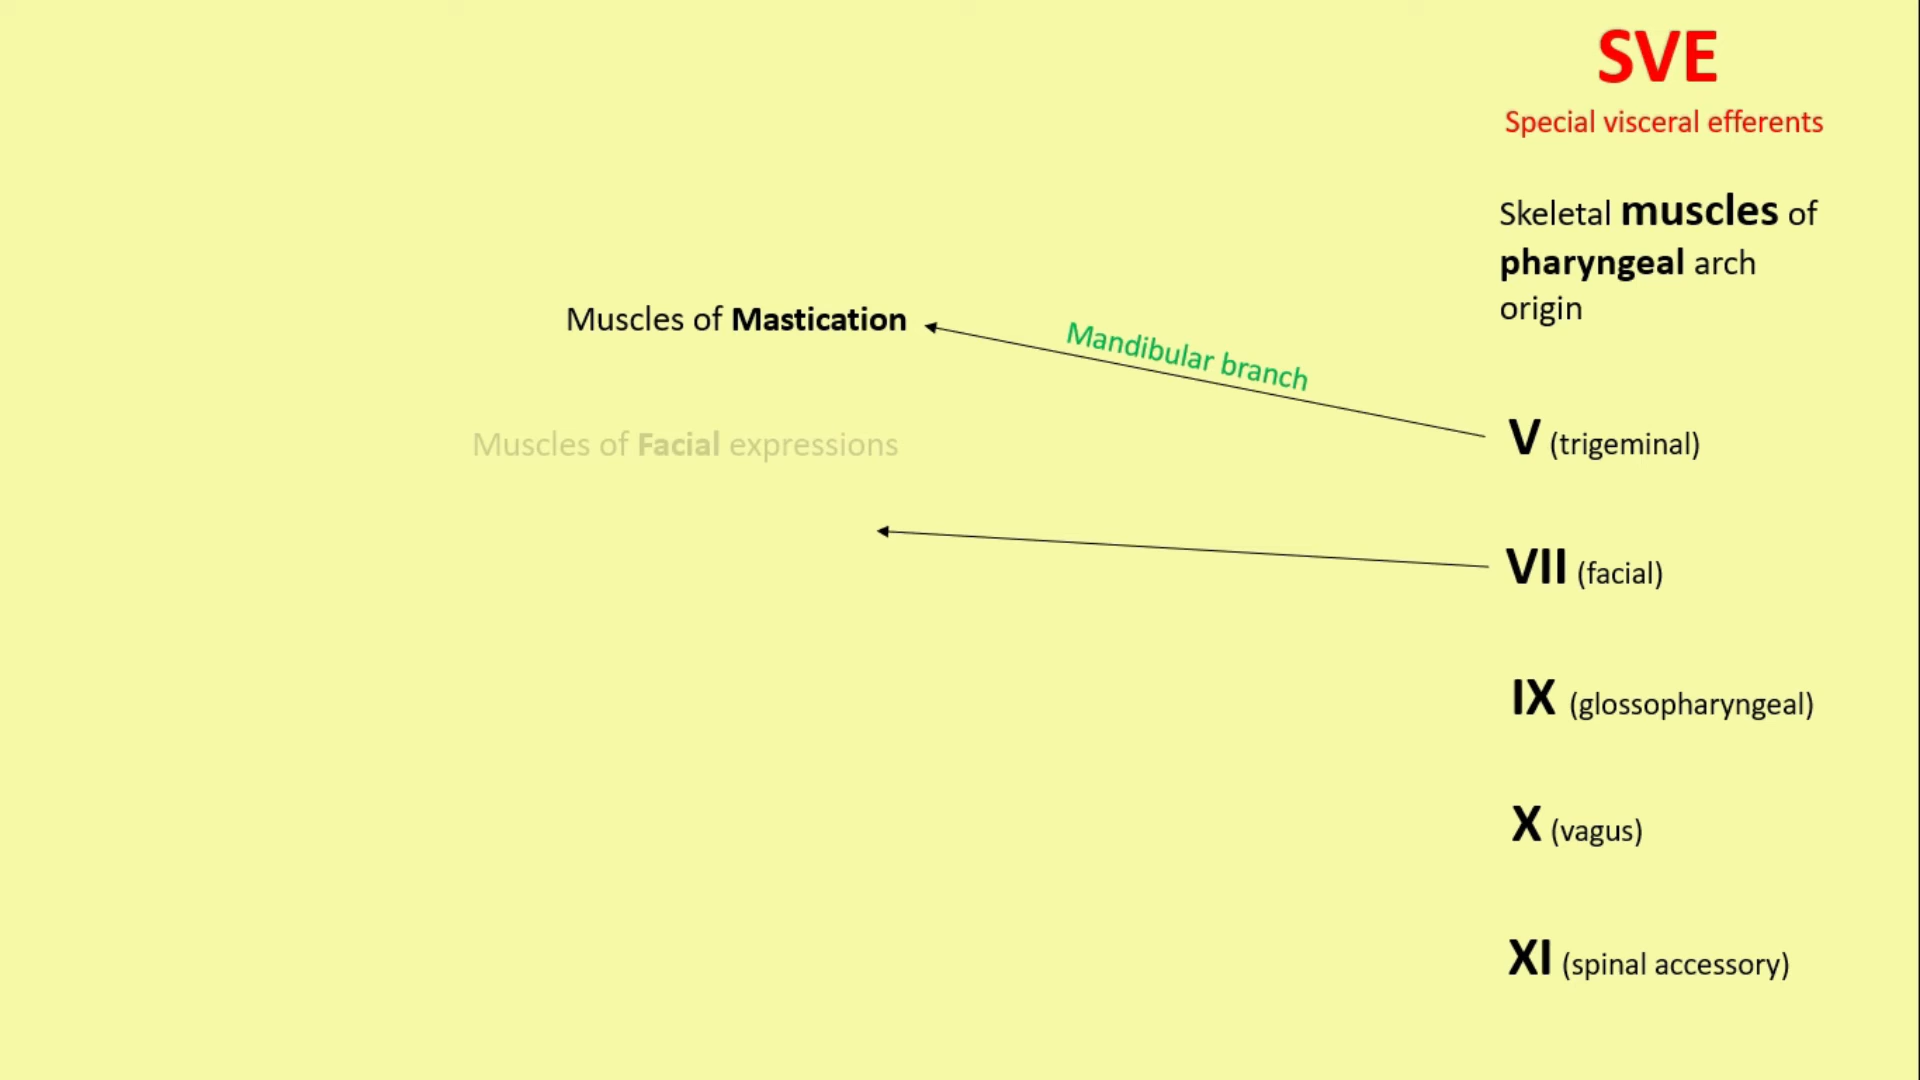 SVE
Special visceral efferents
Skeletal muscles of
pharyngeal arch
origin
Muscles of Mastication
Mandibular branch
Muscles of Facial expressions
V (trigeminal)
VII (facial)
IX (glossopharyngeal)
X (vagus)
XI (spinal accessory)